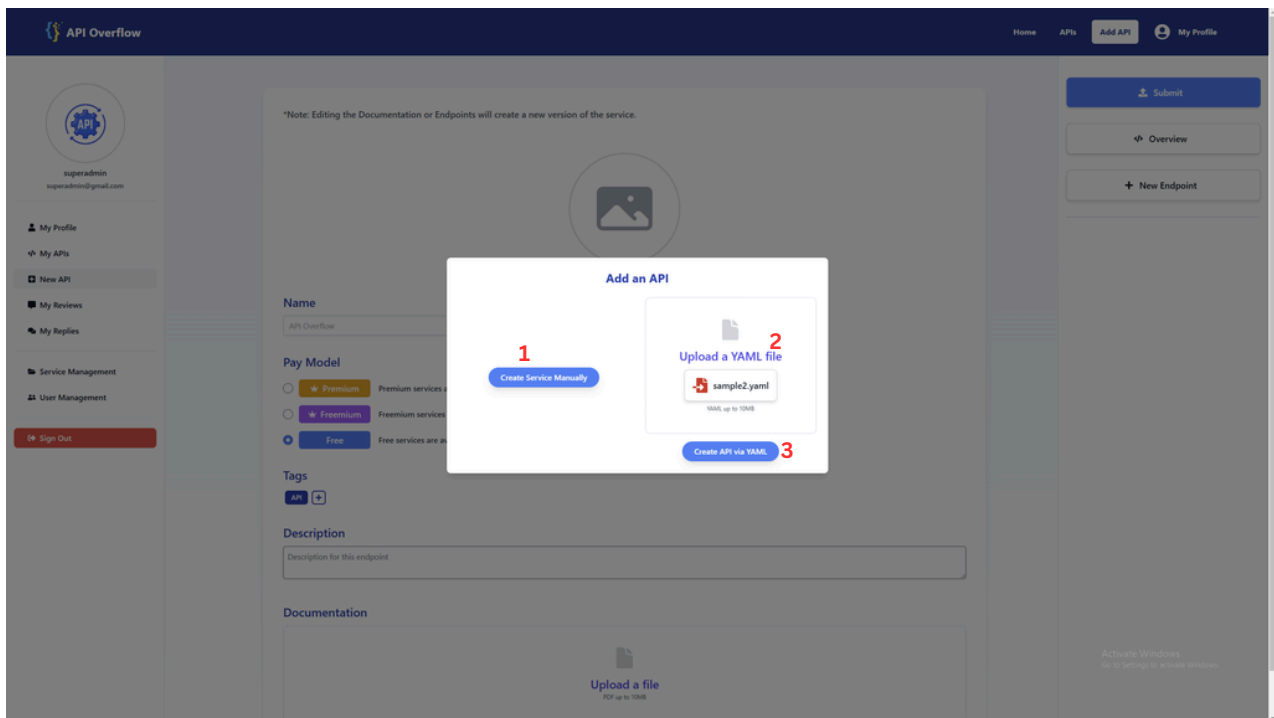 API Overflow
Home
APIs
Add API
My Profile
superadmin
superadmin@gmail.com
My Profile
My APIs
New API
My Reviews
My Replies
Service Management
User Management
Sign Out
*Note: Editing the Documentation or Endpoints will create a new version of the service.
Name
API Overflow
Pay Model
Premium
Premium services a
Freemium
Freemium services
Free
Free services are av
Tags
API
Description
Description for this endpoint
Documentation
Upload a file
PDF up to 10MB
Add an API
1
Create Service Manually
2
Upload a YAML file
sample2.yaml
YAML up to 10MB
Create API via YAML
3
Submit
Overview
New Endpoint
Activate Windows
Go to Settings to activate Windows.